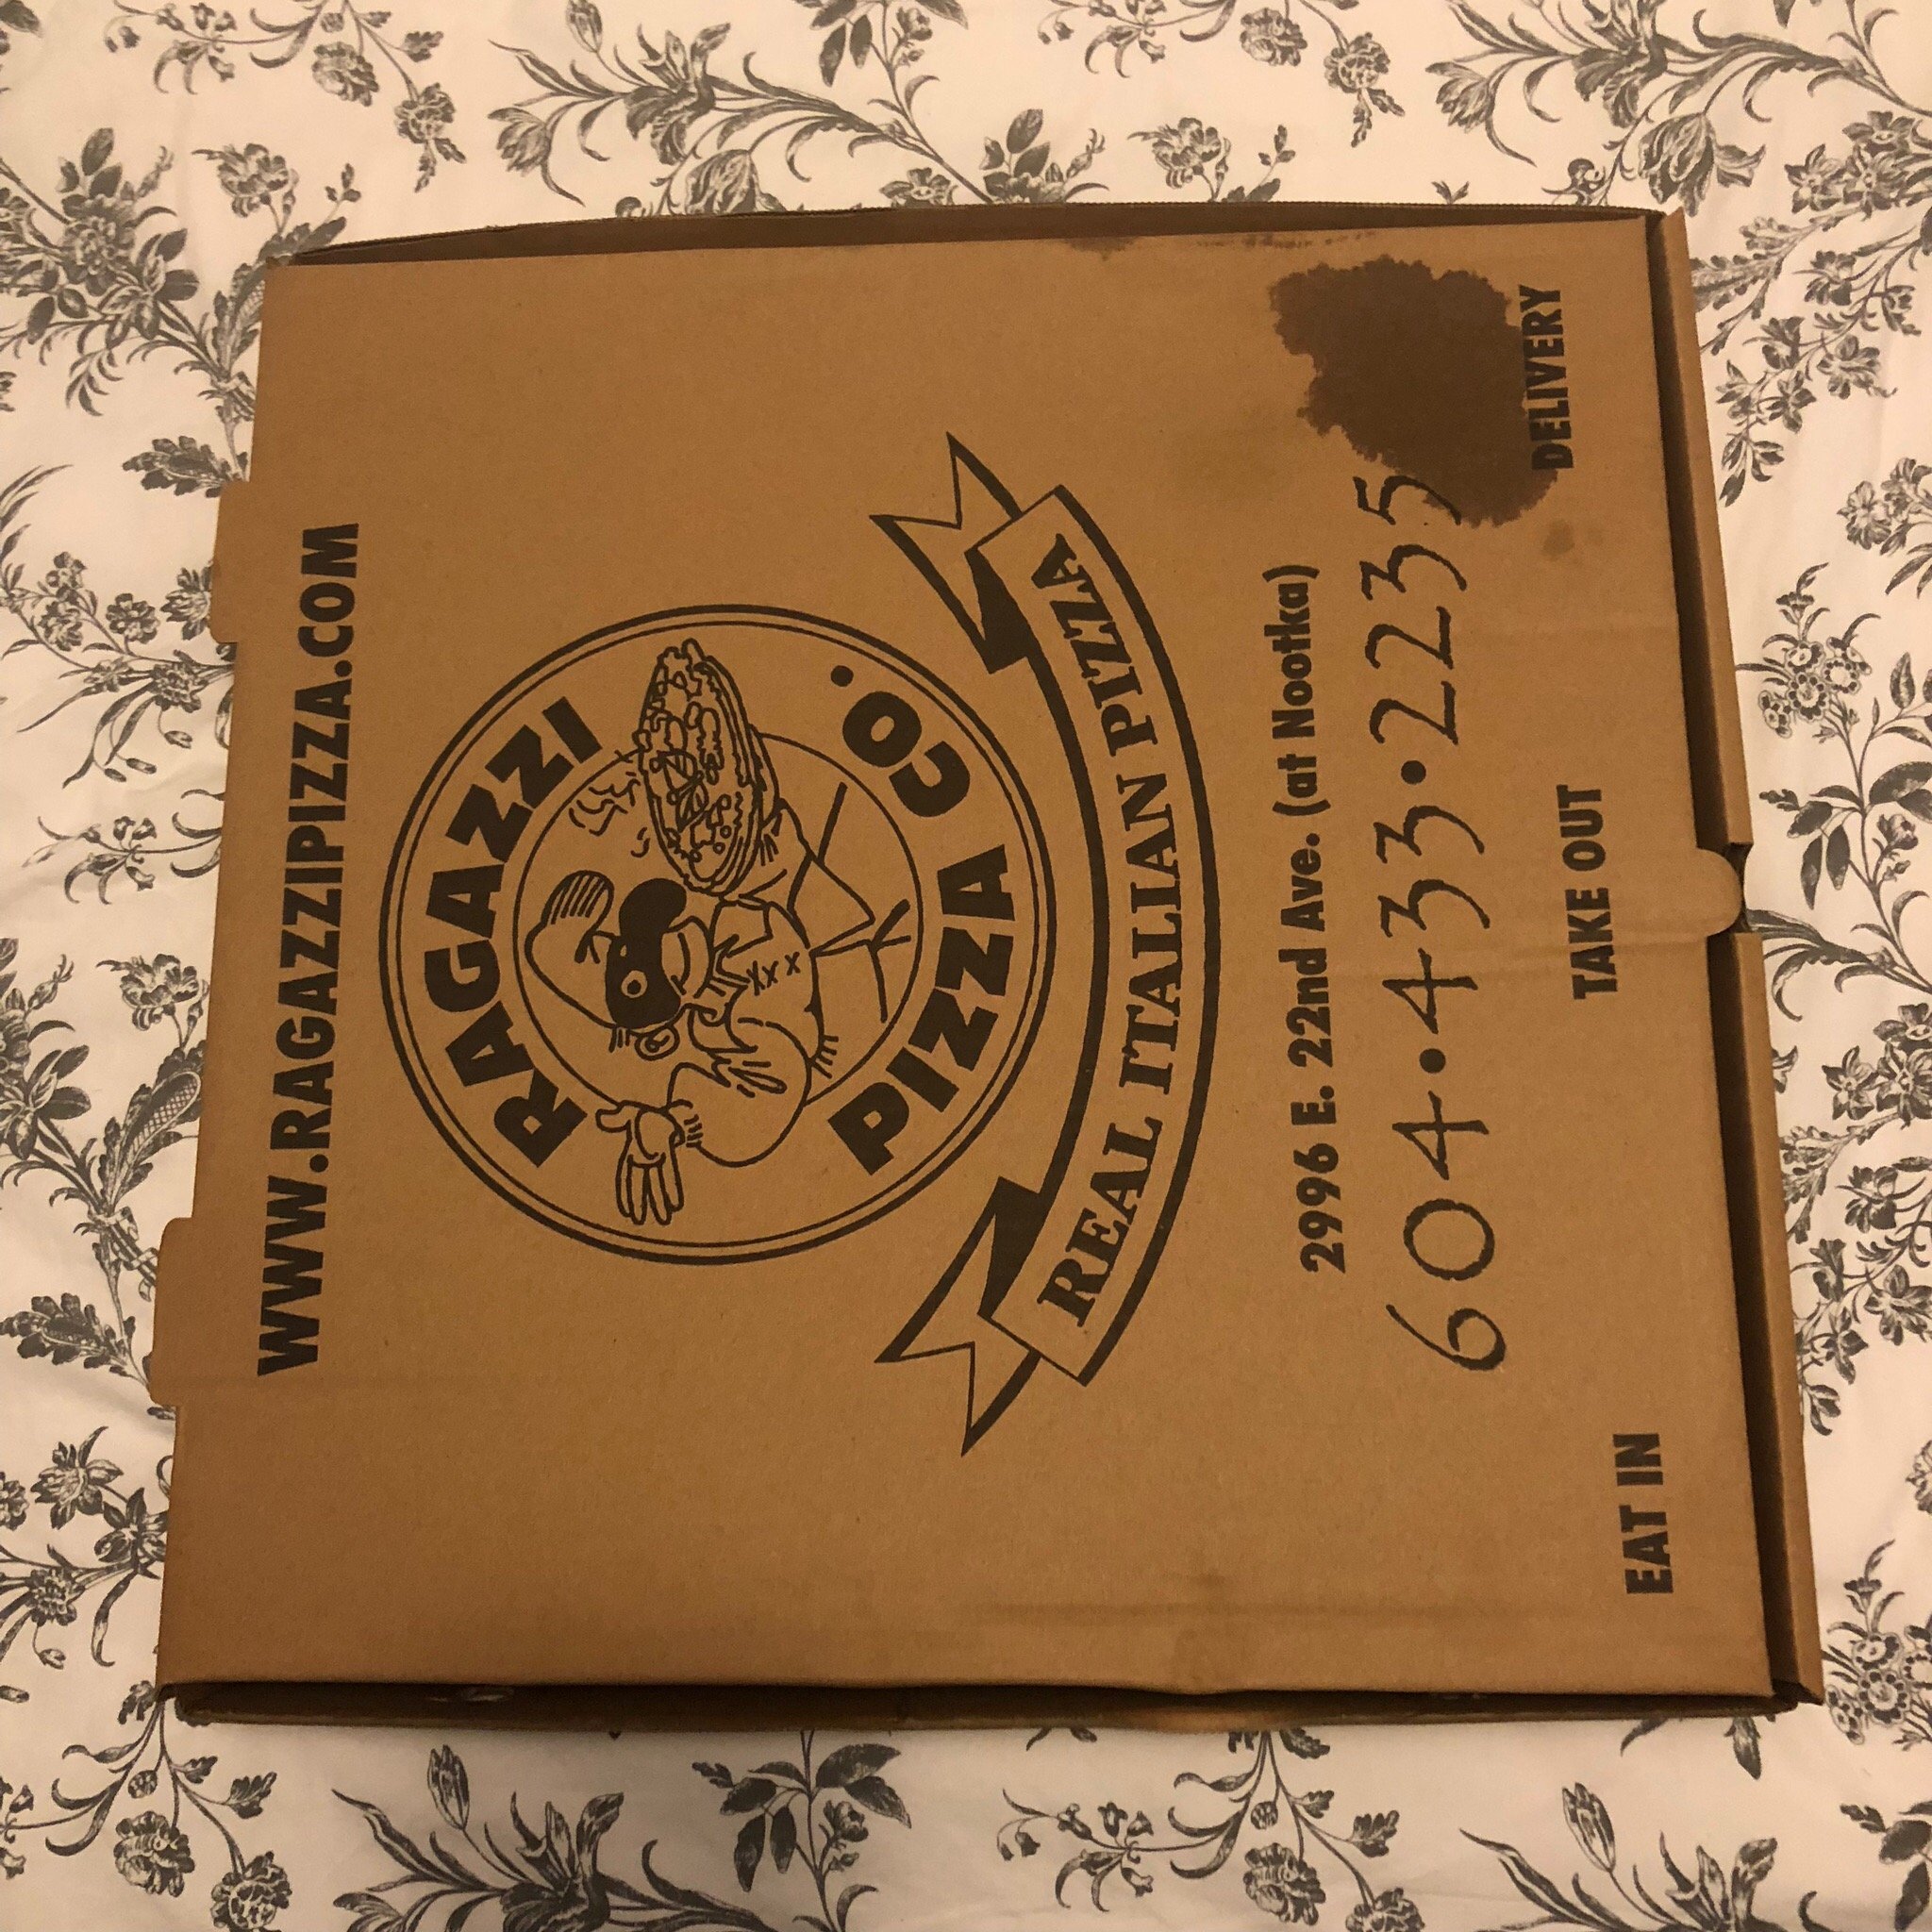 WWW.RAGAZZIPIZZA.COM
RAGAZZI
PIZZA CO.
REAL ITALIAN PIZZA
2996 E. 22nd Ave. (at Nootka)
604•433•2235
EAT IN TAKE OUT DELIVERY